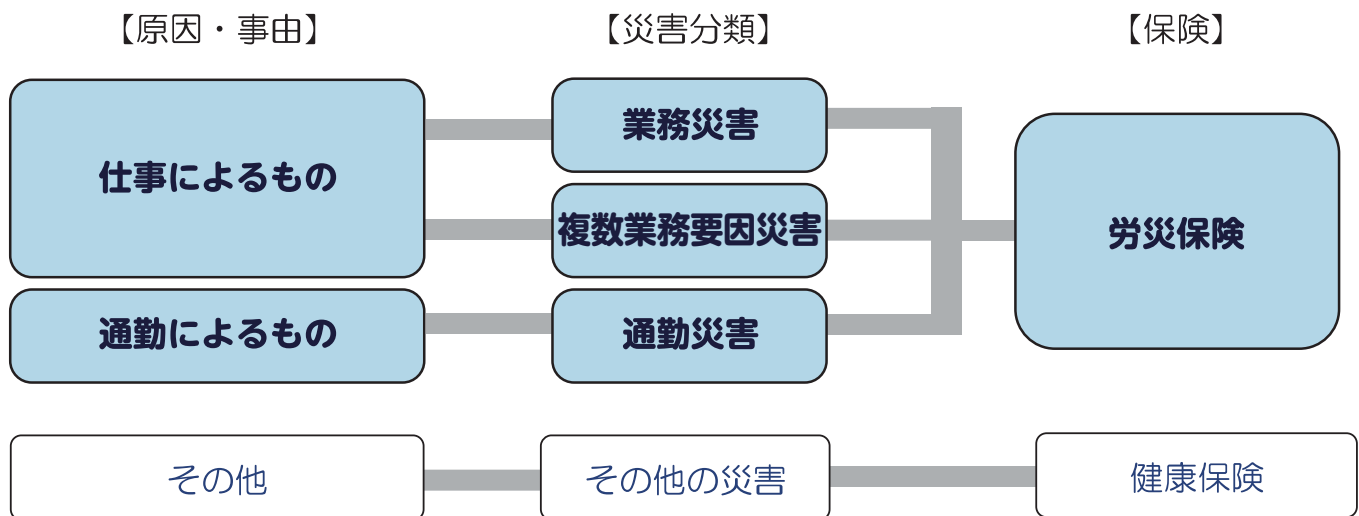 【原因・事由】
【災害分類】
【保険】
仕事によるもの
業務災害
複数業務要因災害
労災保険
通勤によるもの
通勤災害
その他
その他の災害
健康保険